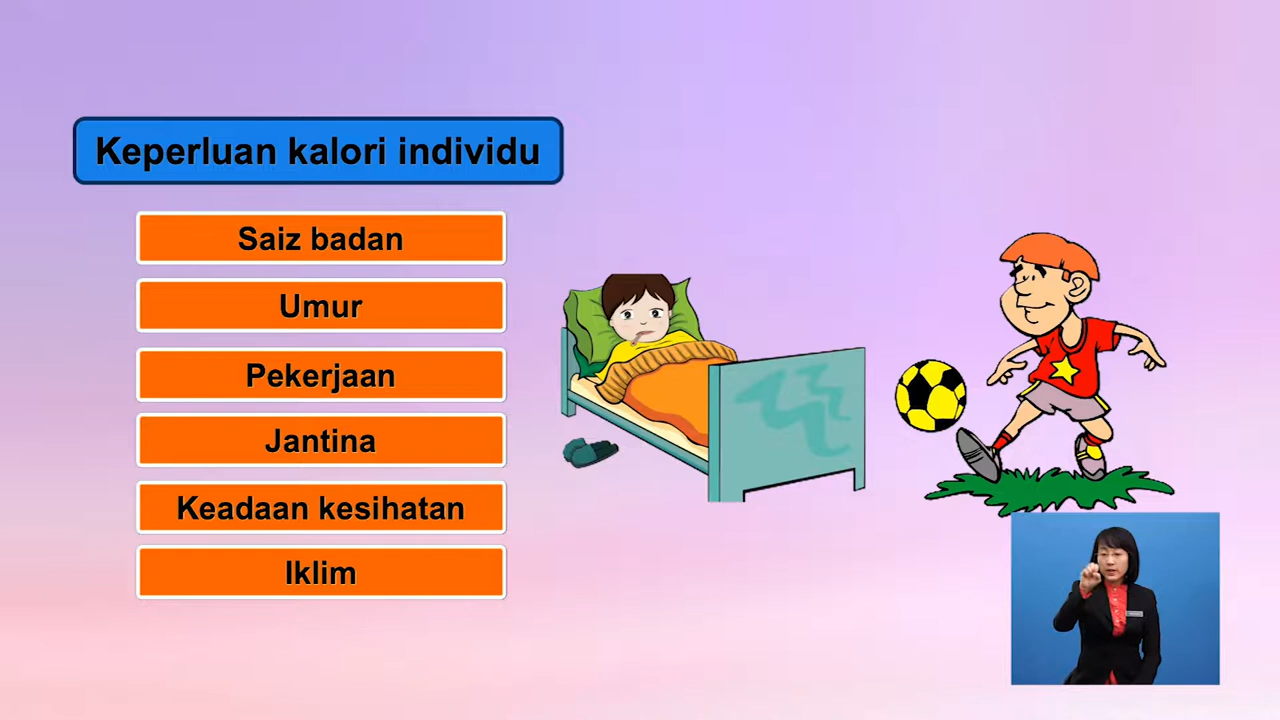 Keperluan kalori individu
Saiz badan
Umur
Pekerjaan
Jantina
Keadaan kesihatan
Iklim